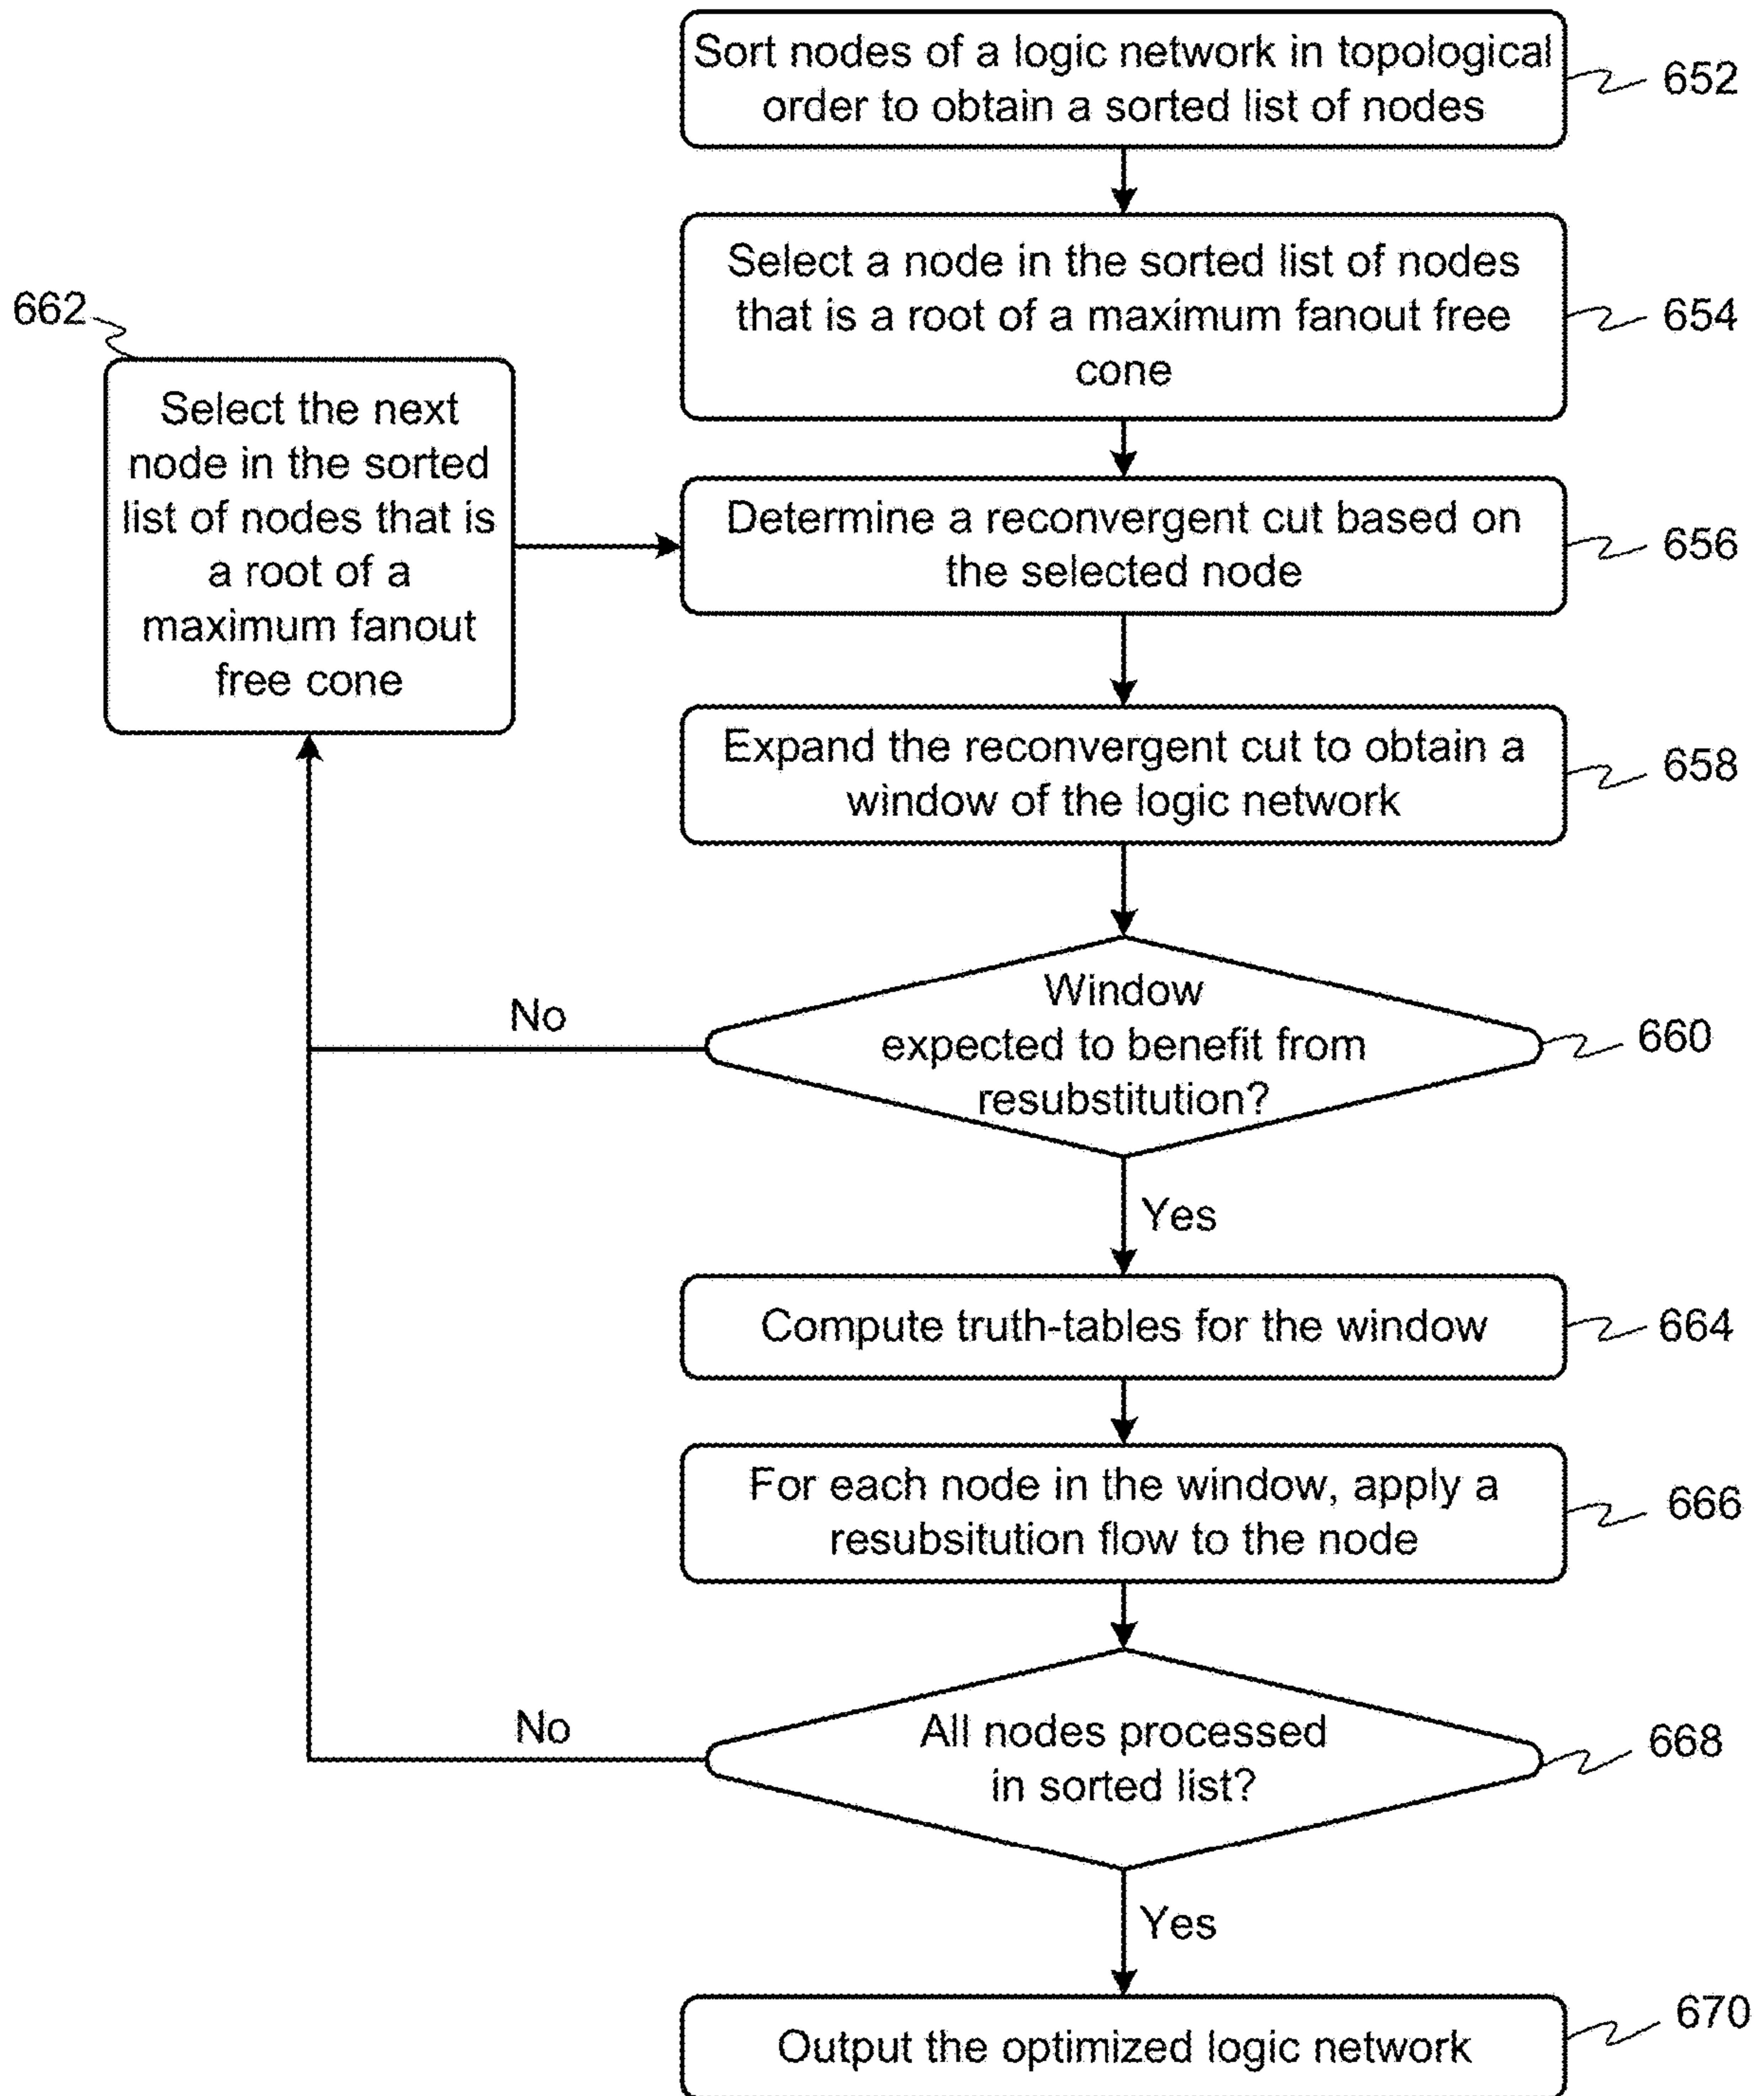 Sort nodes of a logic network in topological
order to obtain a sorted list of nodes
652
Select a node in the sorted list of nodes
that is a root of a maximum fanout free
cone
654
662
Select the next
node in the sorted
list of nodes that is
a root of a
maximum fanout
free cone
Determine a reconvergent cut based on
the selected node
656
Expand the reconvergent cut to obtain a
window of the logic network
658
Window
expected to benefit from
resubstitution?
660
No
Yes
Compute truth-tables for the window
664
For each node in the window, apply a
resubsitution flow to the node
666
All nodes processed
in sorted list?
668
No
Yes
Output the optimized logic network
670